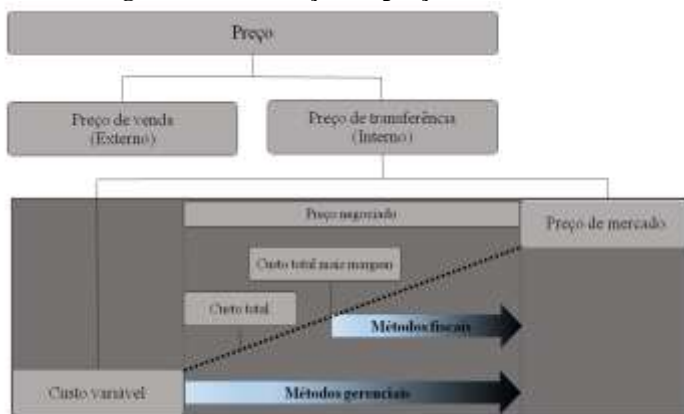 Preço
Preço de venda
(Externo)
Preço de transferência
(Interno)
Preço negociado
Preço de mercado
Custo total mais margem
Custo total
Métodos fiscais
Custo variável
Métodos gerenciais